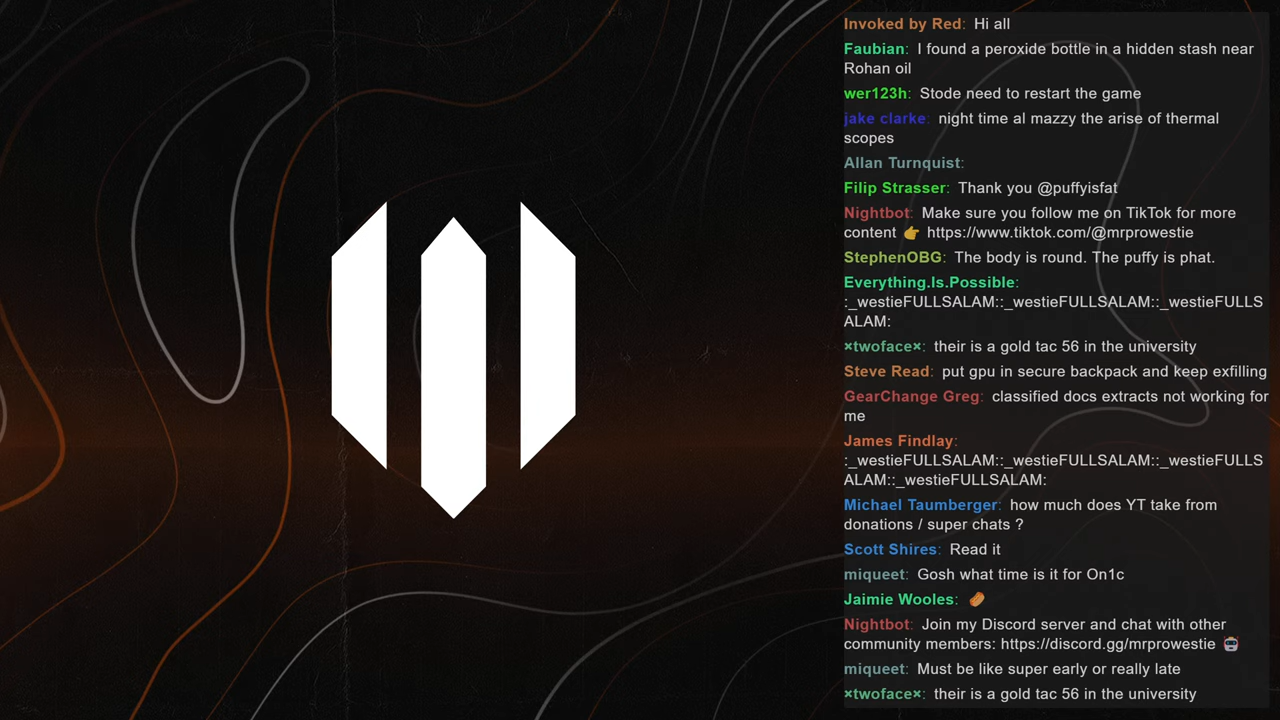 Invoked by Red: Hi all
Faubian: I found a peroxide bottle in a hidden stash near
Rohan oil
wer123h: Stode need to restart the game
jake clarke: night time al mazzy the arise of thermal
scopes
Allan Turnquist:
Filip Strasser: Thank you @puffyisfat
Nightbot: Make sure you follow me on TikTok for more
content 👉 https://www.tiktok.com/@mrprowestie
StephenOBG: The body is round. The puffy is phat.
Everything.Is.Possible:
:_westieFULLSALAM::_westieFULLSALAM::_westieFULLS
ALAM:
×twoface×: their is a gold tac 56 in the university
Steve Read: put gpu in secure backpack and keep exfilling
GearChange Greg: classified docs extracts not working for
me
James Findlay:
:_westieFULLSALAM::_westieFULLSALAM::_westieFULLS
ALAM::_westieFULLSALAM:
Michael Taumberger: how much does YT take from
donations / super chats ?
Scott Shires: Read it
miqueet: Gosh what time is it for On1c
Jaimie Wooles: 🥔
Nightbot: Join my Discord server and chat with other
community members: https://discord.gg/mrprowestie 🤖
miqueet: Must be like super early or really late
×twoface×: their is a gold tac 56 in the university